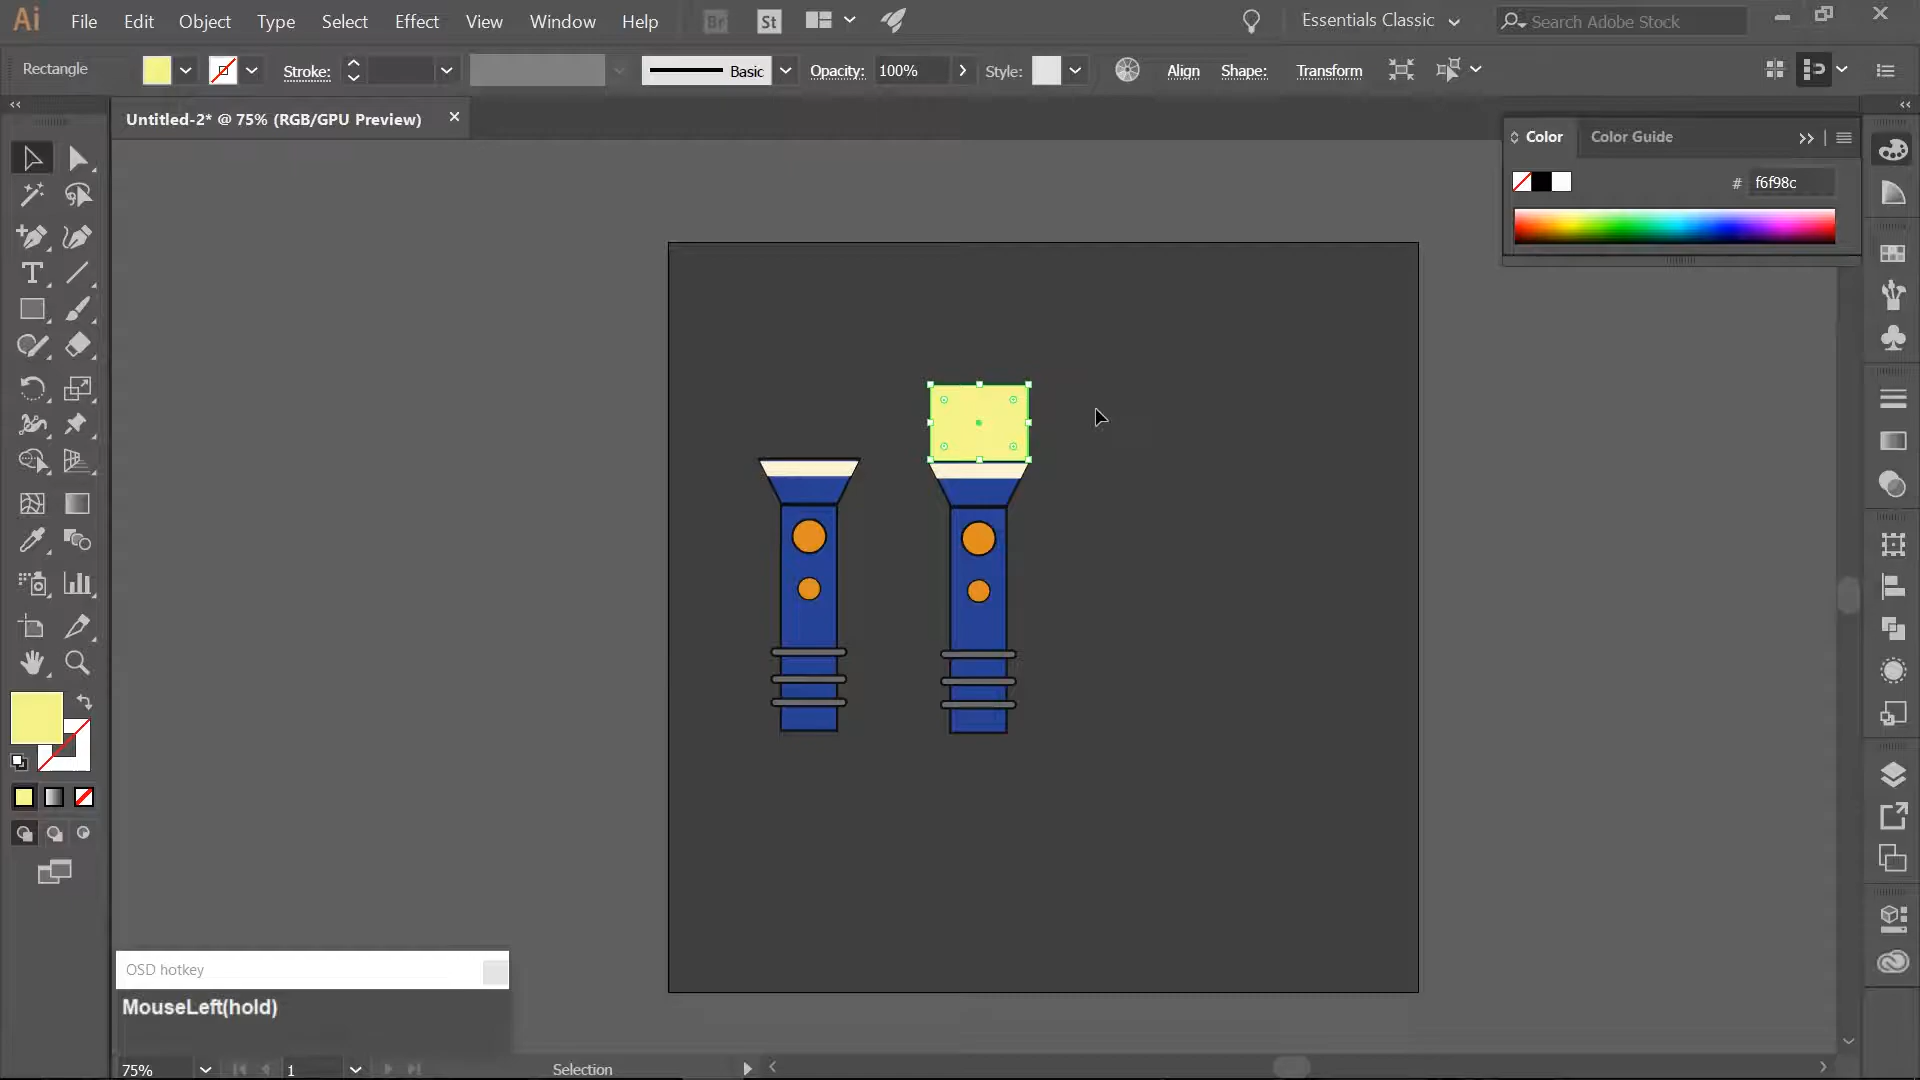 Ai File Edit Object Type Select Effect View Window Help Br St Essentials Classic Search Adobe Stock
Rectangle Stroke: Basic Opacity: 100% Style: Align Shape: Transform
Untitled-2* @ 75% (RGB/GPU Preview)
Color Color Guide
# f6f98c
OSD hotkey
MouseLeft(hold)
75% 1 Selection